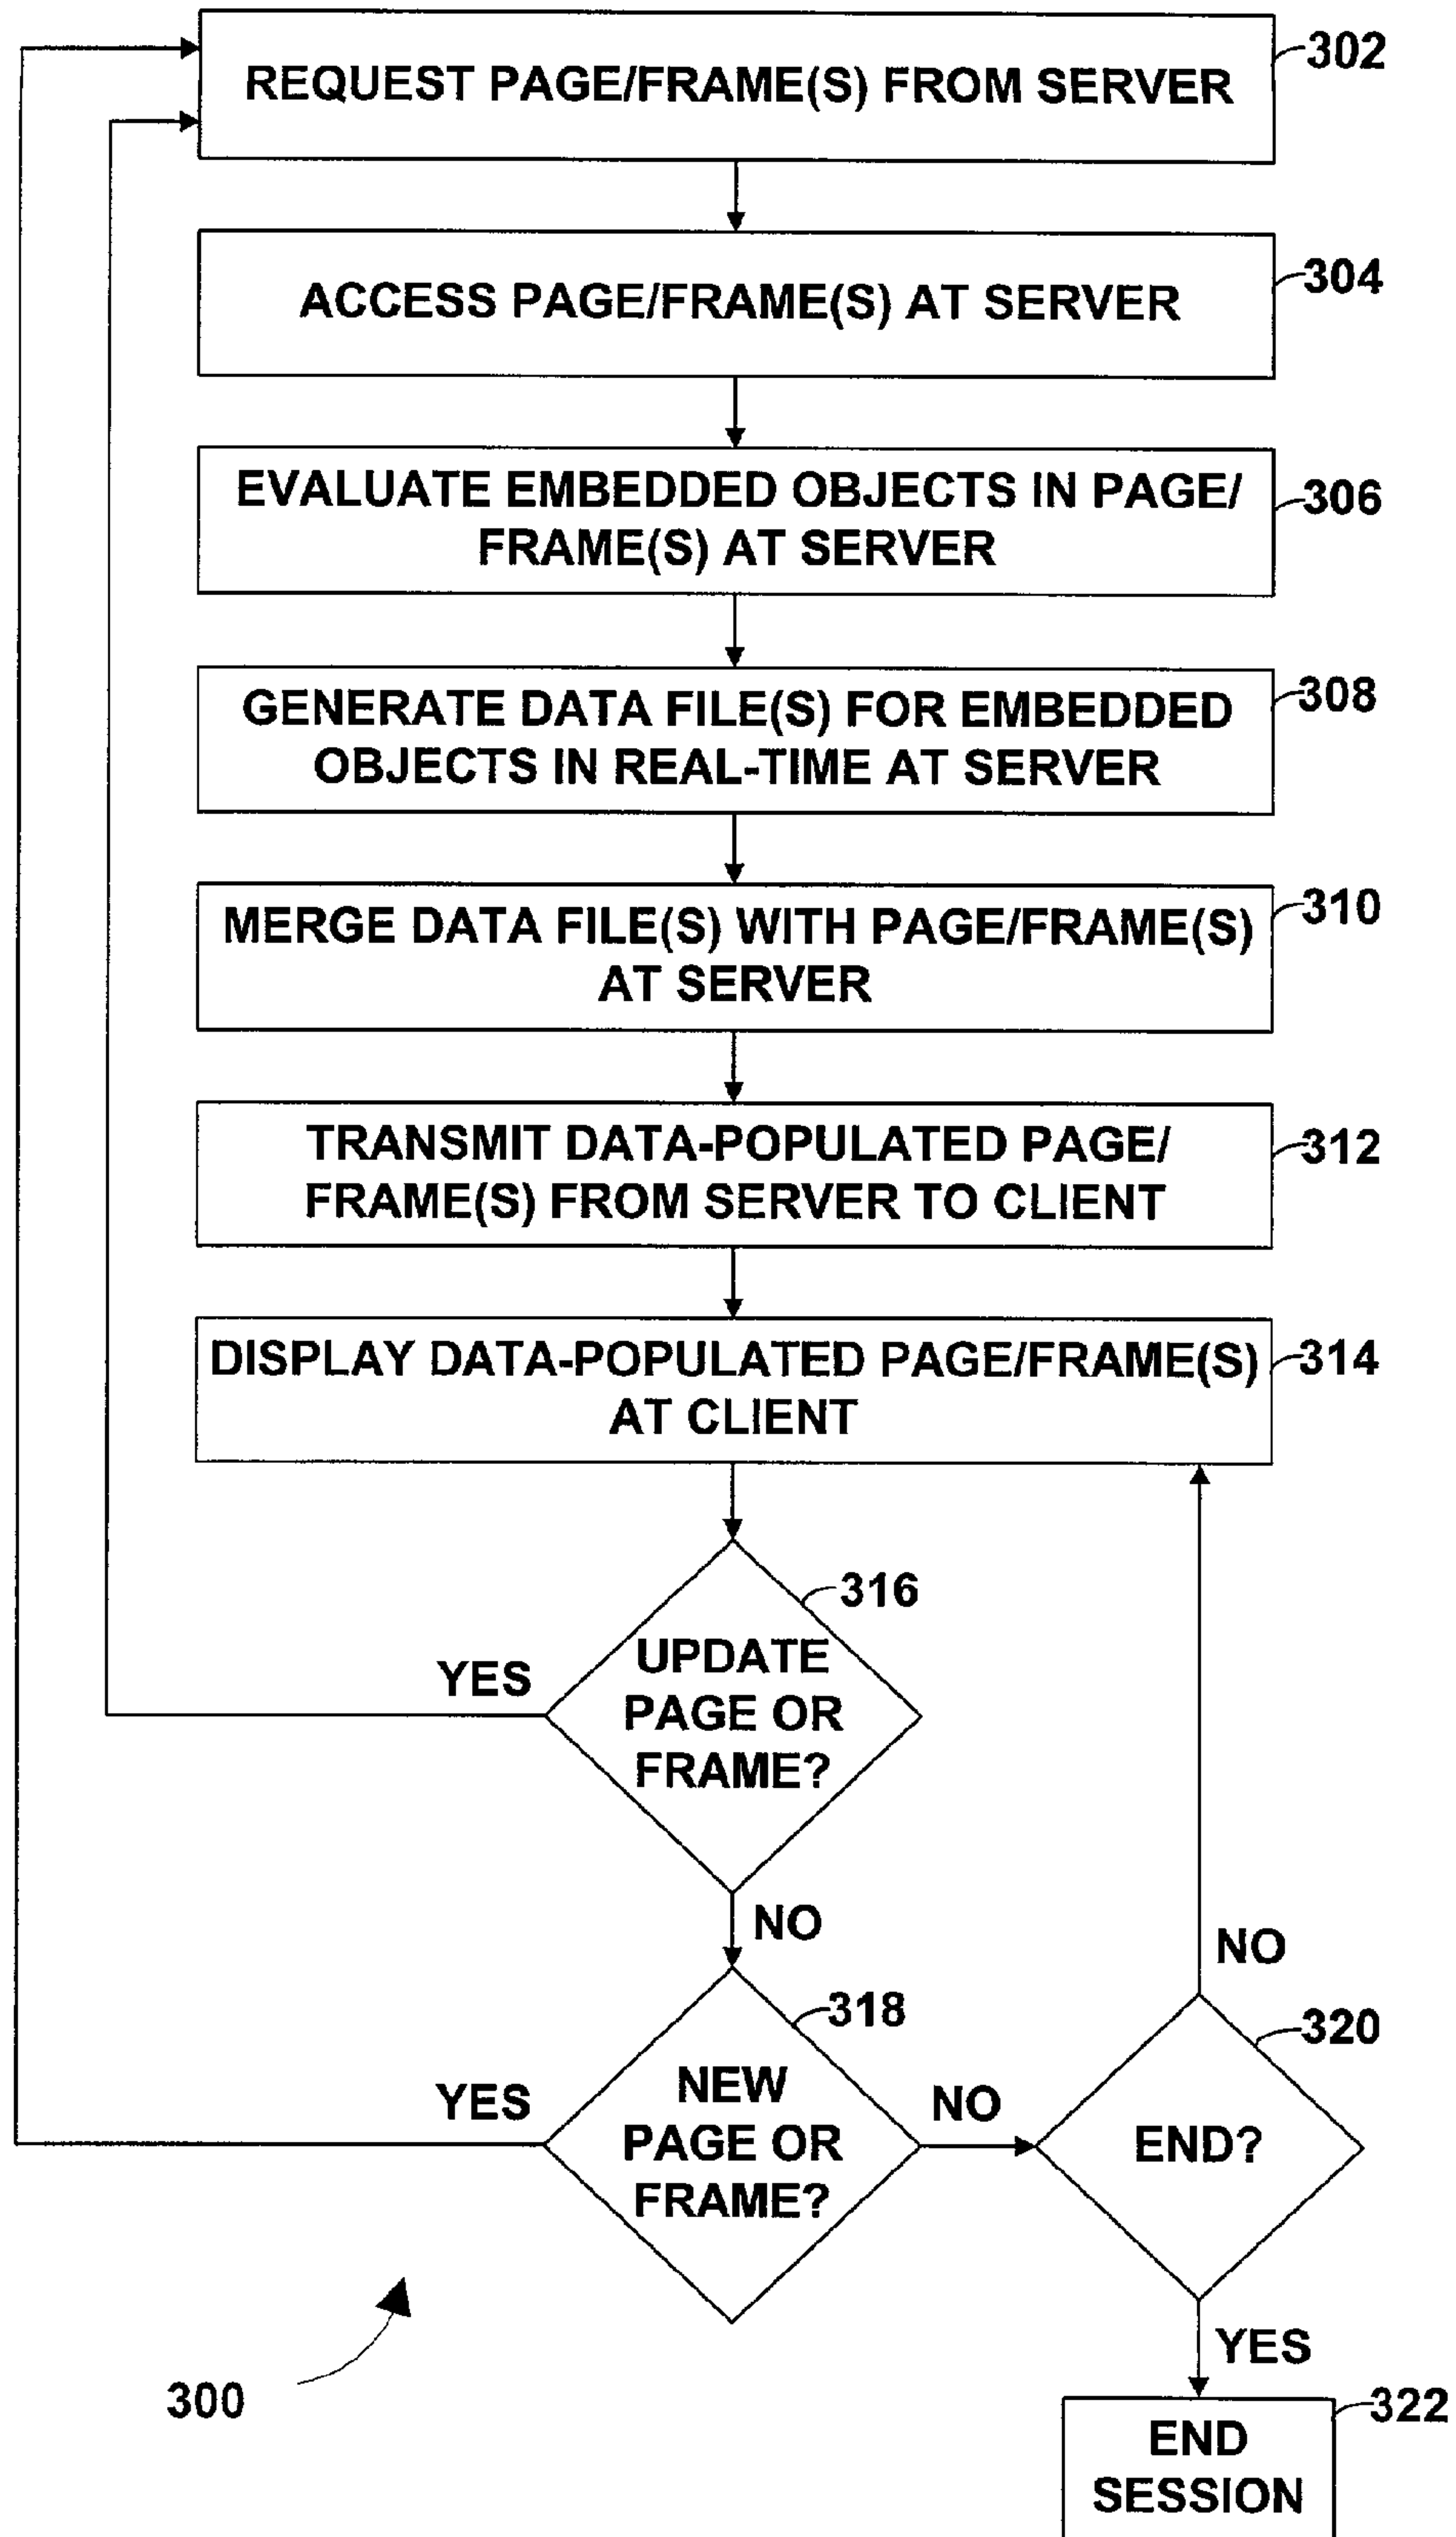 REQUEST PAGE/FRAME(S) FROM SERVER
302
ACCESS PAGE/FRAME(S) AT SERVER
304
EVALUATE EMBEDDED OBJECTS IN PAGE/
FRAME(S) AT SERVER
306
GENERATE DATA FILE(S) FOR EMBEDDED
OBJECTS IN REAL-TIME AT SERVER
308
MERGE DATA FILE(S) WITH PAGE/FRAME(S)
AT SERVER
310
TRANSMIT DATA-POPULATED PAGE/
FRAME(S) FROM SERVER TO CLIENT
312
DISPLAY DATA-POPULATED PAGE/FRAME(S)
AT CLIENT
314
316
UPDATE
PAGE OR
FRAME?
YES
NO
318
NEW
PAGE OR
FRAME?
YES
NO
NO
320
END?
YES
300
322
END
SESSION